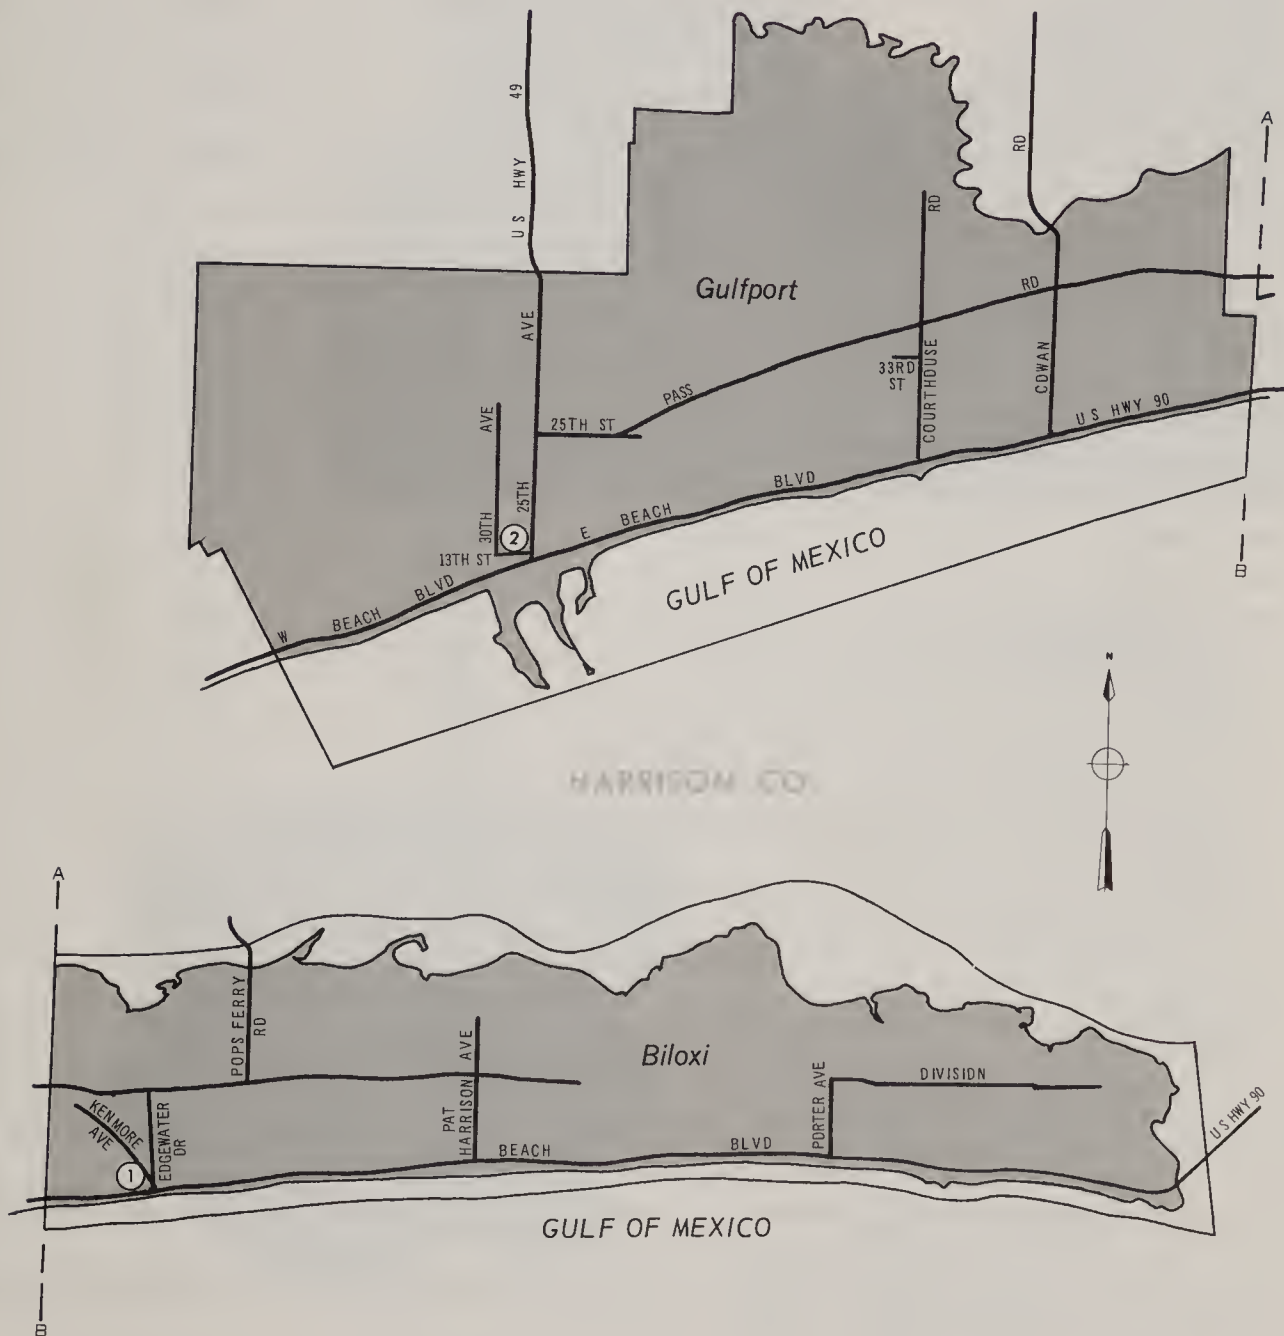 U S HWY 49
RD
A
RD
Gulfport
RD
AVE
COWAN
33RD
ST
COURTHOUSE
PASS
U S HWY 90
AVE
25TH ST
25TH
BLVD
BEACH
E
30TH
2
13TH ST
GULF OF MEXICO
BLVD
BEACH
W
B
N
HARRISON CO.
A
POPS FERRY
RD
PAT
HARRISON AVE
Biloxi
PORTER AVE
DIVISION
US HWY 90
KENMORE
AVE
EDGEWATER
DR
1
BEACH
BLVD
GULF OF MEXICO
B